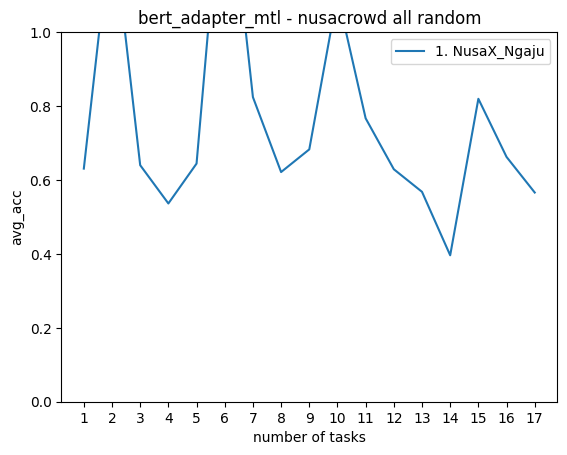 bert_adapter_mtl - nusacrowd all random
1. NusaX_Ngaju
1.0
0.8
0.6
0.4
0.2
0.0
avg_acc
1 2 3 4 5 6 7 8 9 10 11 12 13 14 15 16 17
number of tasks